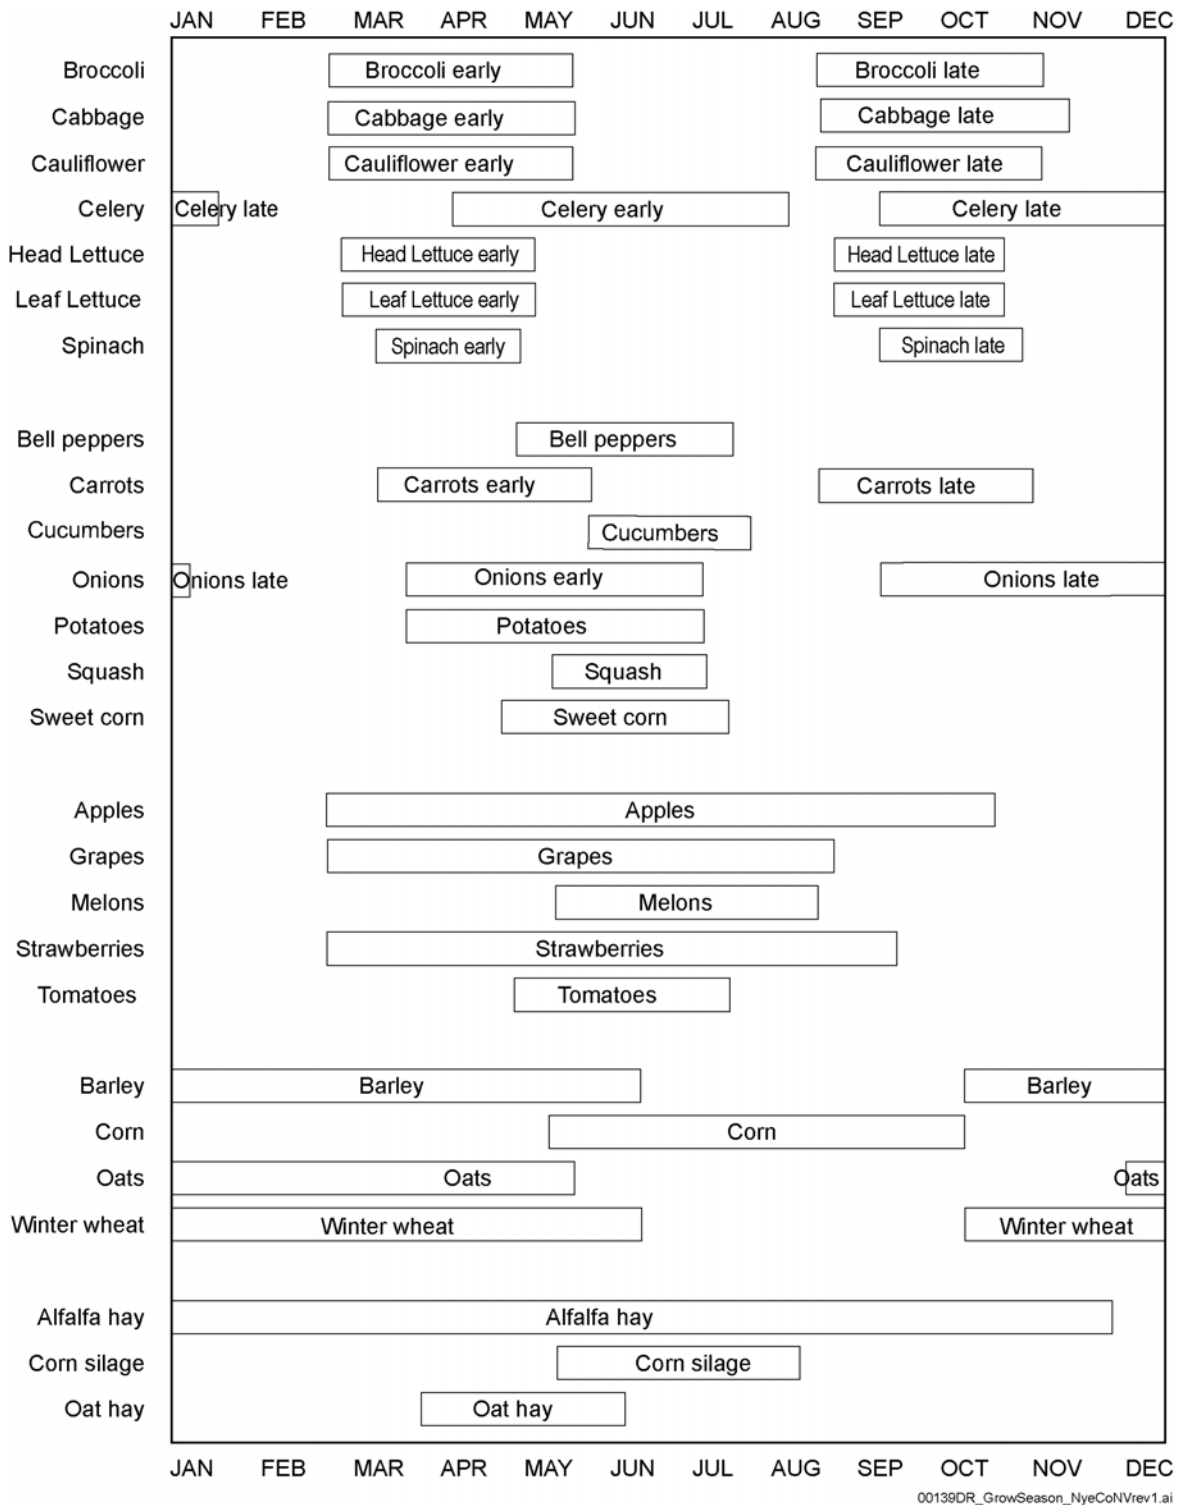 JAN FEB MAR APR MAY JUN JUL AUG SEP OCT NOV DEC
Broccoli Broccoli early Broccoli late
Cabbage Cabbage early Cabbage late
Cauliflower Cauliflower early Cauliflower late
Celery Celery late Celery early Celery late
Head Lettuce Head Lettuce early Head Lettuce late
Leaf Lettuce Leaf Lettuce early Leaf Lettuce late
Spinach Spinach early Spinach late
Bell peppers Bell peppers
Carrots Carrots early Carrots late
Cucumbers Cucumbers
Onions Onions late Onions early Onions late
Potatoes Potatoes
Squash Squash
Sweet corn Sweet corn
Apples Apples
Grapes Grapes
Melons Melons
Strawberries Strawberries
Tomatoes Tomatoes
Barley Barley Barley
Corn Corn
Oats Oats Oats
Winter wheat Winter wheat Winter wheat
Alfalfa hay Alfalfa hay
Corn silage Corn silage
Oat hay Oat hay
JAN FEB MAR APR MAY JUN JUL AUG SEP OCT NOV DEC
00139DR_GrowSeason_NyeCoNVrev1.ai